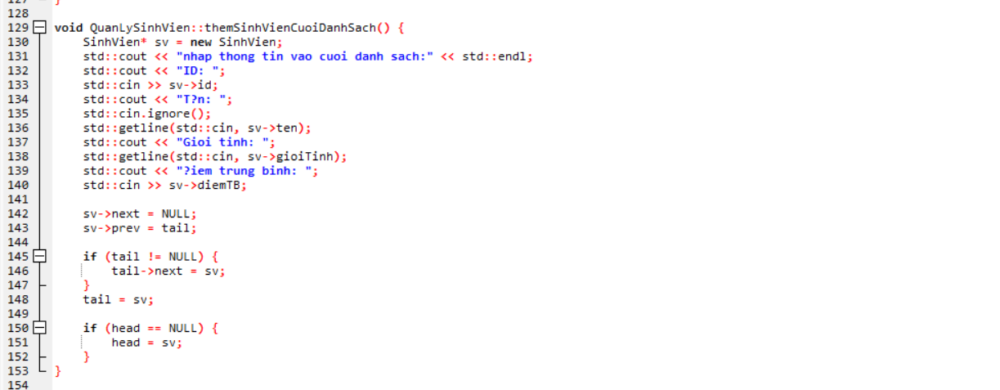 127 }
128
129 void QuanLySinhVien::themSinhVienCuoiDanhSach() {
130 SinhVien* sv = new SinhVien;
131 std::cout << "nhap thong tin vao cuoi danh sach:" << std::endl;
132 std::cout << "ID: ";
133 std::cin >> sv->id;
134 std::cout << "T?n: ";
135 std::cin.ignore();
136 std::getline(std::cin, sv->ten);
137 std::cout << "Gioi tinh: ";
138 std::getline(std::cin, sv->gioiTinh);
139 std::cout << "?iem trung binh: ";
140 std::cin >> sv->diemTB;
141
142 sv->next = NULL;
143 sv->prev = tail;
144
145 if (tail != NULL) {
146 tail->next = sv;
147 }
148 tail = sv;
149
150 if (head == NULL) {
151 head = sv;
152 }
153 }
154